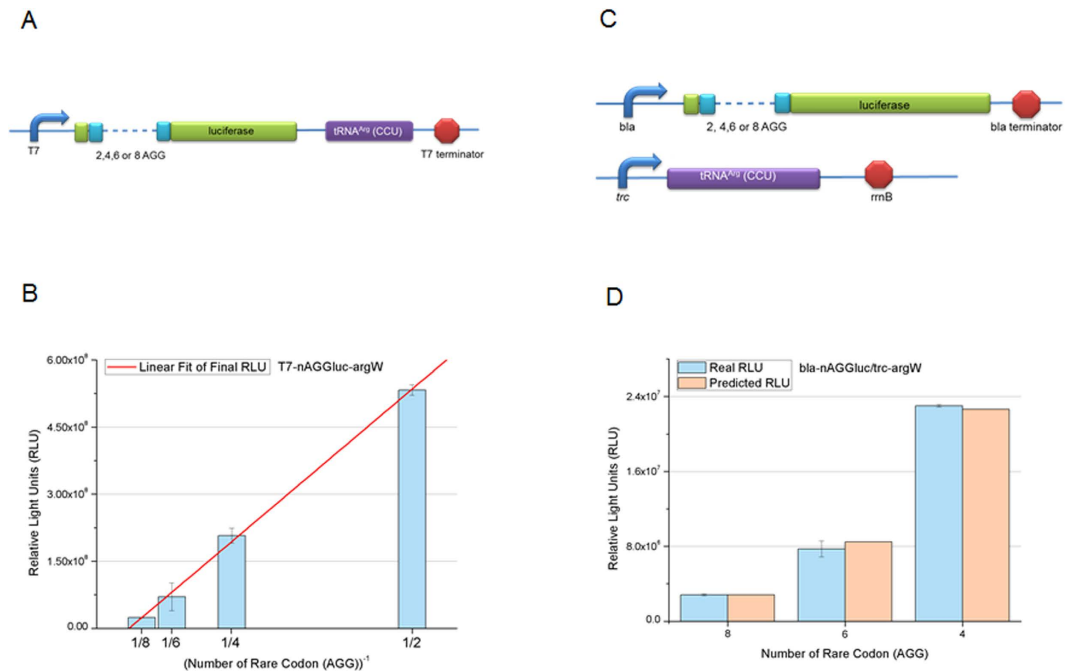 A
T7
luciferase
tRNAᴬʳᵍ (CCU)
2,4,6 or 8 AGG
T7 terminator
B
Linear Fit of Final RLU
T7-nAGGluc-argW
Relative Light Units (RLU)
6.00x10⁸
4.50x10⁸
3.00x10⁸
1.50x10⁸
0.00
1/8
1/6
1/4
1/2
(Number of Rare Codon (AGG))⁻¹
C
luciferase
bla
2, 4,6 or 8 AGG
bla terminator
tRNAᴬʳᵍ (CCU)
trc
rrnB
D
Real RLU
Predicted RLU
bla-nAGGluc/trc-argW
Relative Light Units (RLU)
2.4x10⁷
1.6x10⁷
8.0x10⁶
0.0
8
6
4
Number of Rare Codon (AGG)